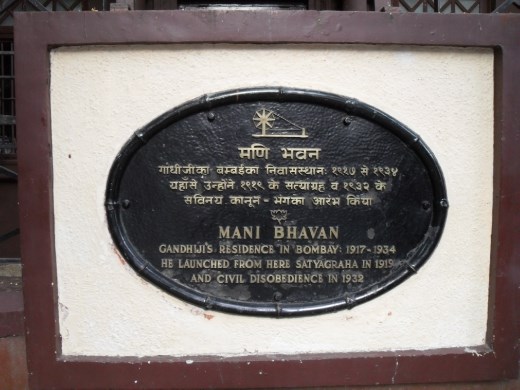 मणि भवन
गांधीजीका बम्बईका निवासस्थान: १९१७ से १९३४
यहाँसे उन्होंने १९१९ के सत्याग्रह व १९३२ के
सविनय कानून - भंगका आरंभ किया
MANI BHAVAN
GANDHIJI'S RESIDENCE IN BOMBAY: 1917-1934
HE LAUNCHED FROM HERE SATYAGRAHA IN 1919
AND CIVIL DISOBEDIENCE IN 1932